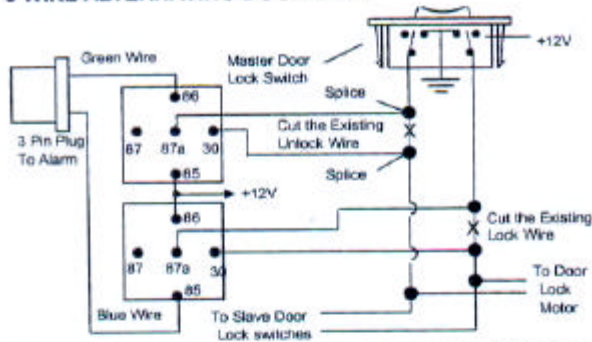 +12V
Green Wire
Master Door
Lock Switch
86
Splice
3 Pin Plug
To Alarm
87
87a
30
Cut the Existing
Unlock Wire
85
Splice
+12V
86
Cut the Existing
Lock Wire
87
87a
30
To Door
Lock
Motor
85
Blue Wire
To Slave Door
Lock switches